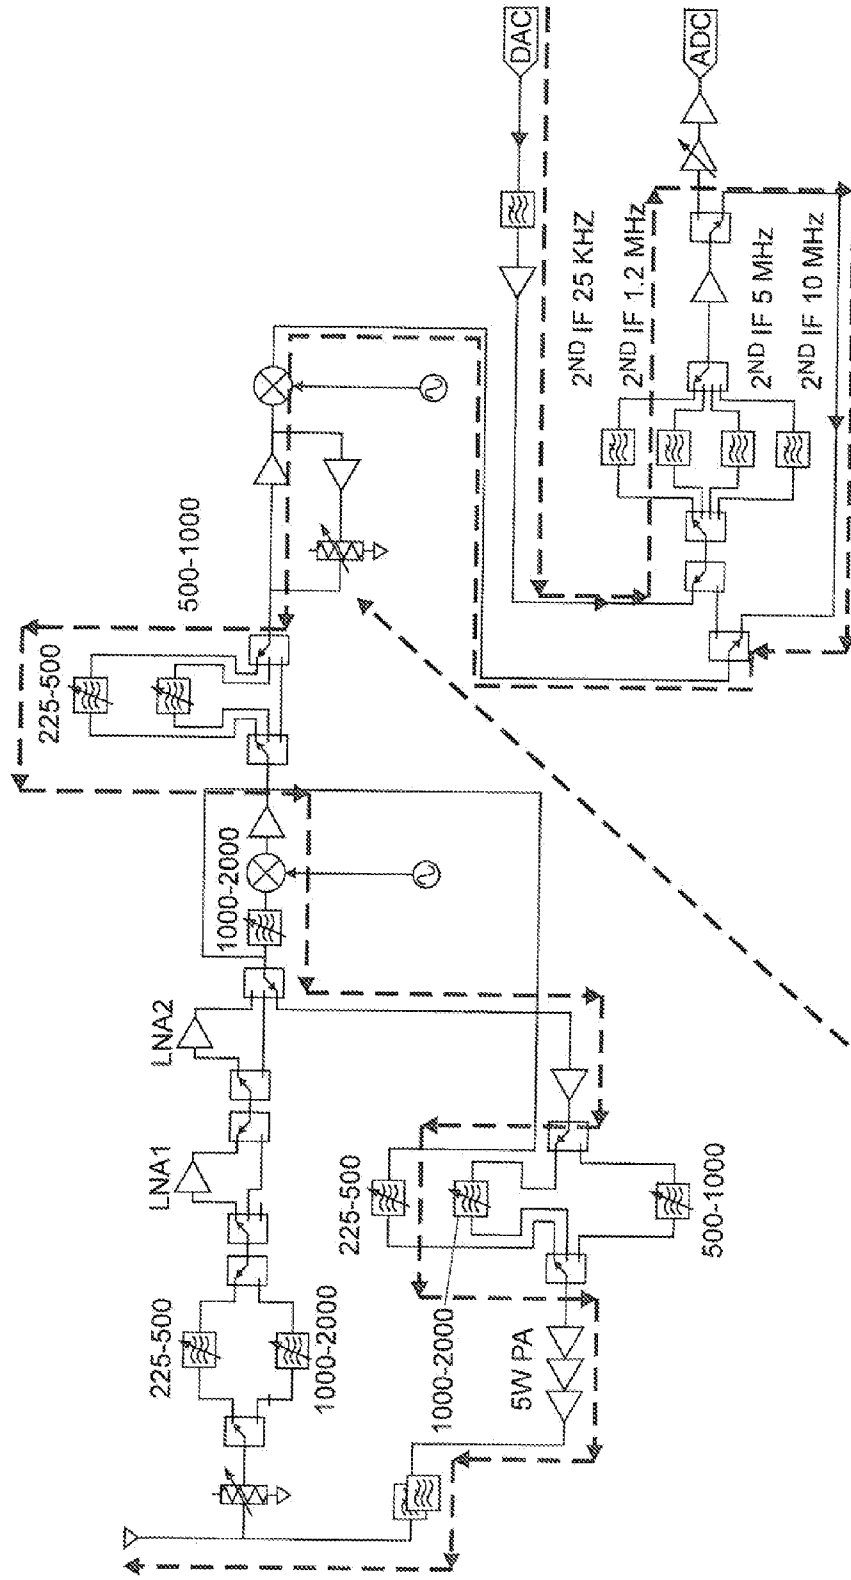 225-500
1000-2000
LNA1
LNA2
1000-2000
225-500
500-1000
225-500
1000-2000
500-1000
5W PA
DAC
ADC
2ND IF 25 KHZ
2ND IF 1.2 MHz
2ND IF 5 MHz
2ND IF 10 MHz